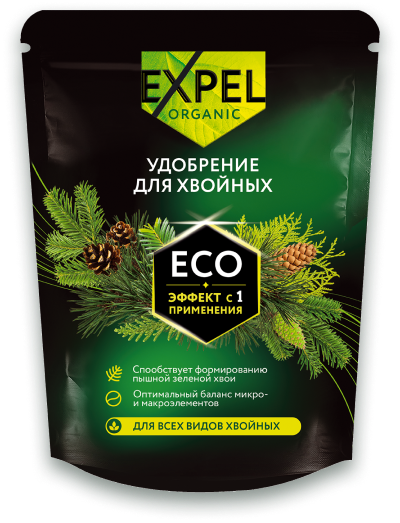 EXPEL
ORGANIC
УДОБРЕНИЕ
ДЛЯ ХВОЙНЫХ
ECO
ЭФФЕКТ с 1
ПРИМЕНЕНИЯ
Способствует формированию
пышной зеленой хвои
Оптимальный баланс микро-
и макроэлементов
ДЛЯ ВСЕХ ВИДОВ ХВОЙНЫХ